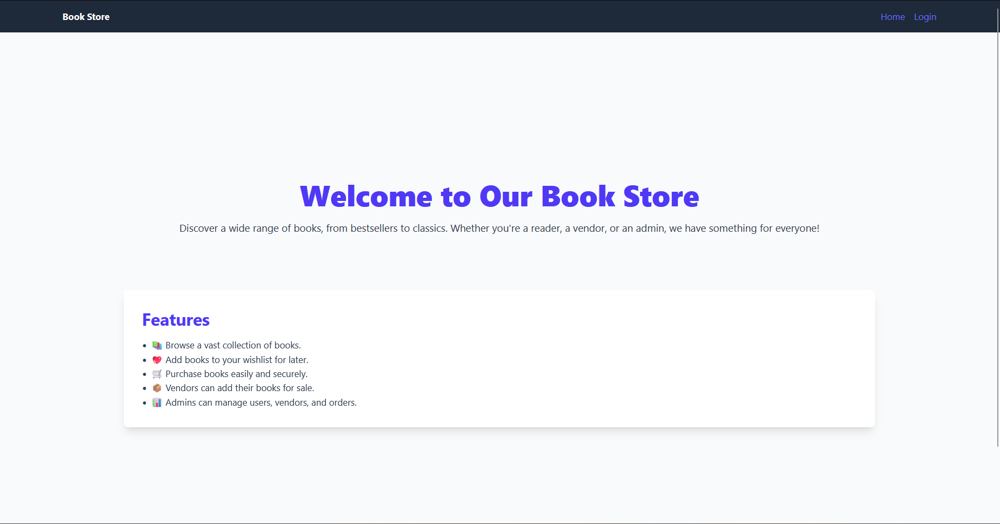 Book Store
Home Login
Welcome to Our Book Store
Discover a wide range of books, from bestsellers to classics. Whether you're a reader, a vendor, or an admin, we have something for everyone!
Features
• 📚 Browse a vast collection of books.
• 💖 Add books to your wishlist for later.
• 🛒 Purchase books easily and securely.
• 📦 Vendors can add their books for sale.
• 📊 Admins can manage users, vendors, and orders.